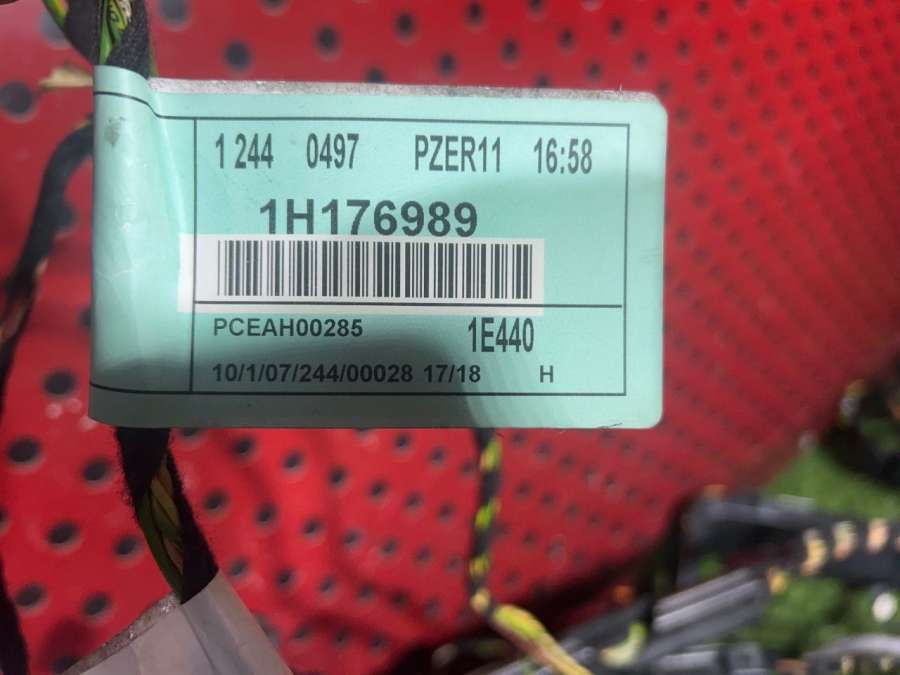 1 244 0497 PZER11 16:58
1H176989
PCEAH00285 1E440
10/1/07/244/00028 17/18 H